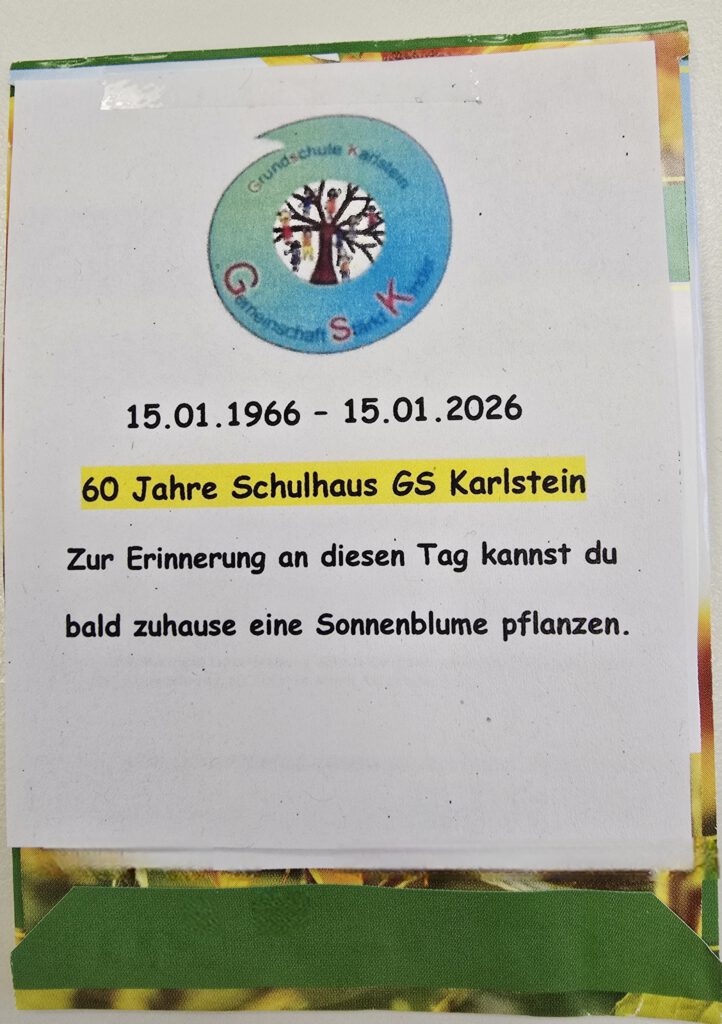 Grundschule Karlstein
Gemeinschaft Stärkt Kinder
15.01.1966 - 15.01.2026
60 Jahre Schulhaus GS Karlstein
Zur Erinnerung an diesen Tag kannst du
bald zuhause eine Sonnenblume pflanzen.